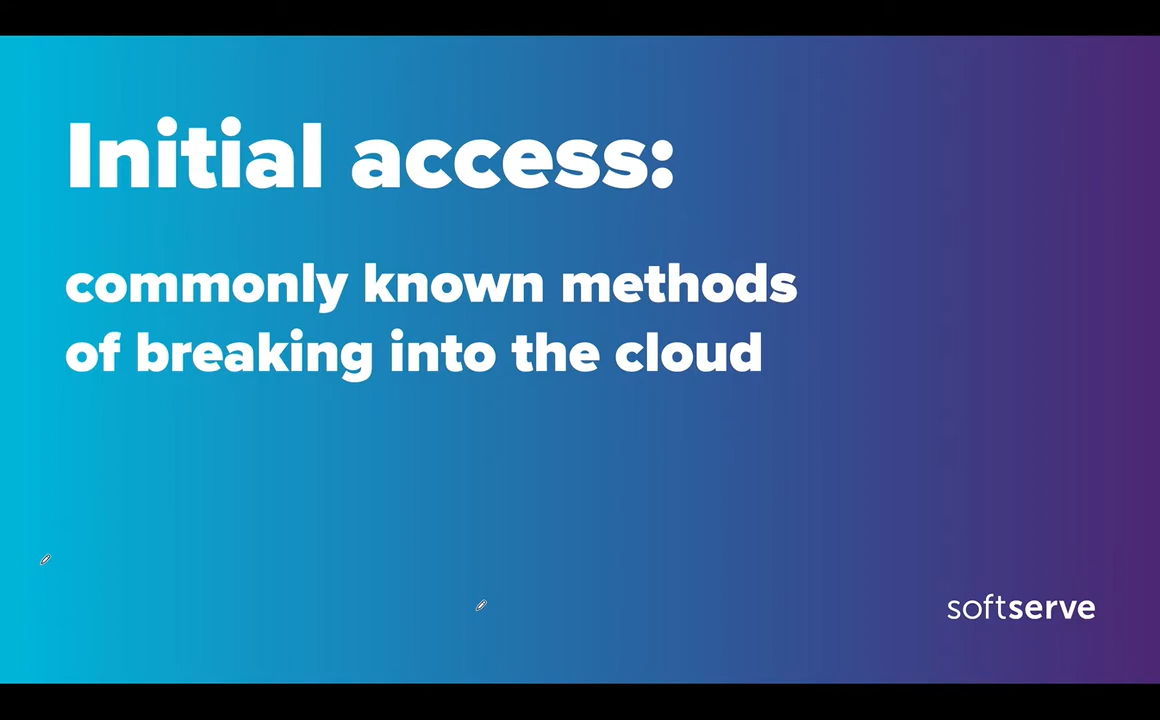 Initial access:
commonly known methods
of breaking into the cloud
softserve